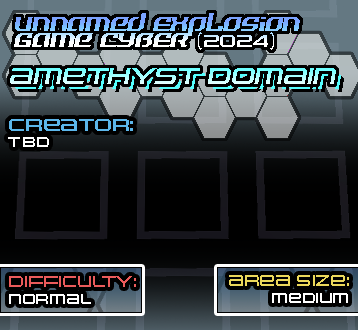 UNNAMED EXPLOSION
GAME CYBER (2024)
AMETHYST DOMAIN
CREATOR:
TBD
DIFFICULTY:
NORMAL
AREA SIZE:
MEDIUM